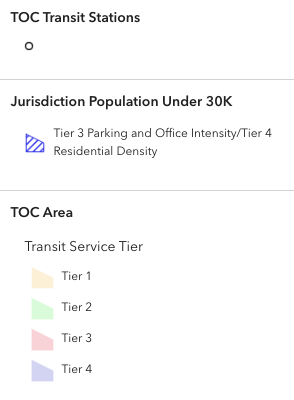 TOC Transit Stations
Jurisdiction Population Under 30K
Tier 3 Parking and Office Intensity/Tier 4
Residential Density
TOC Area
Transit Service Tier
Tier 1
Tier 2
Tier 3
Tier 4